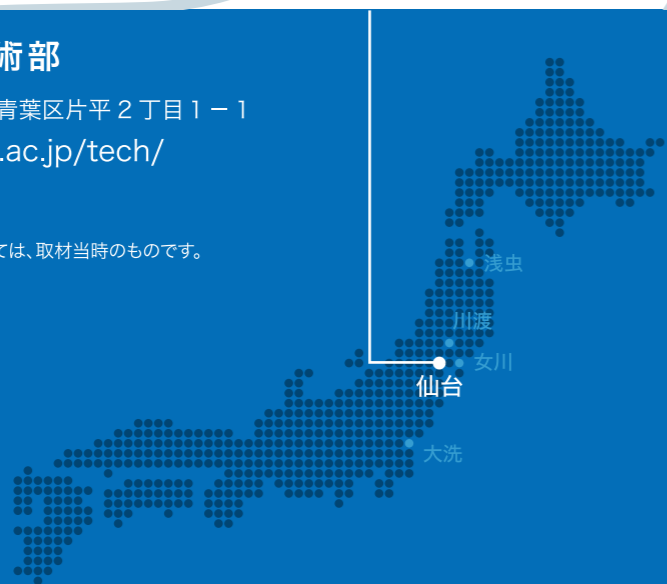 術部
青葉区片平2丁目1−1
.ac.jp/tech/
ては、取材当時のものです。
浅虫
川渡
女川
仙台
大洗